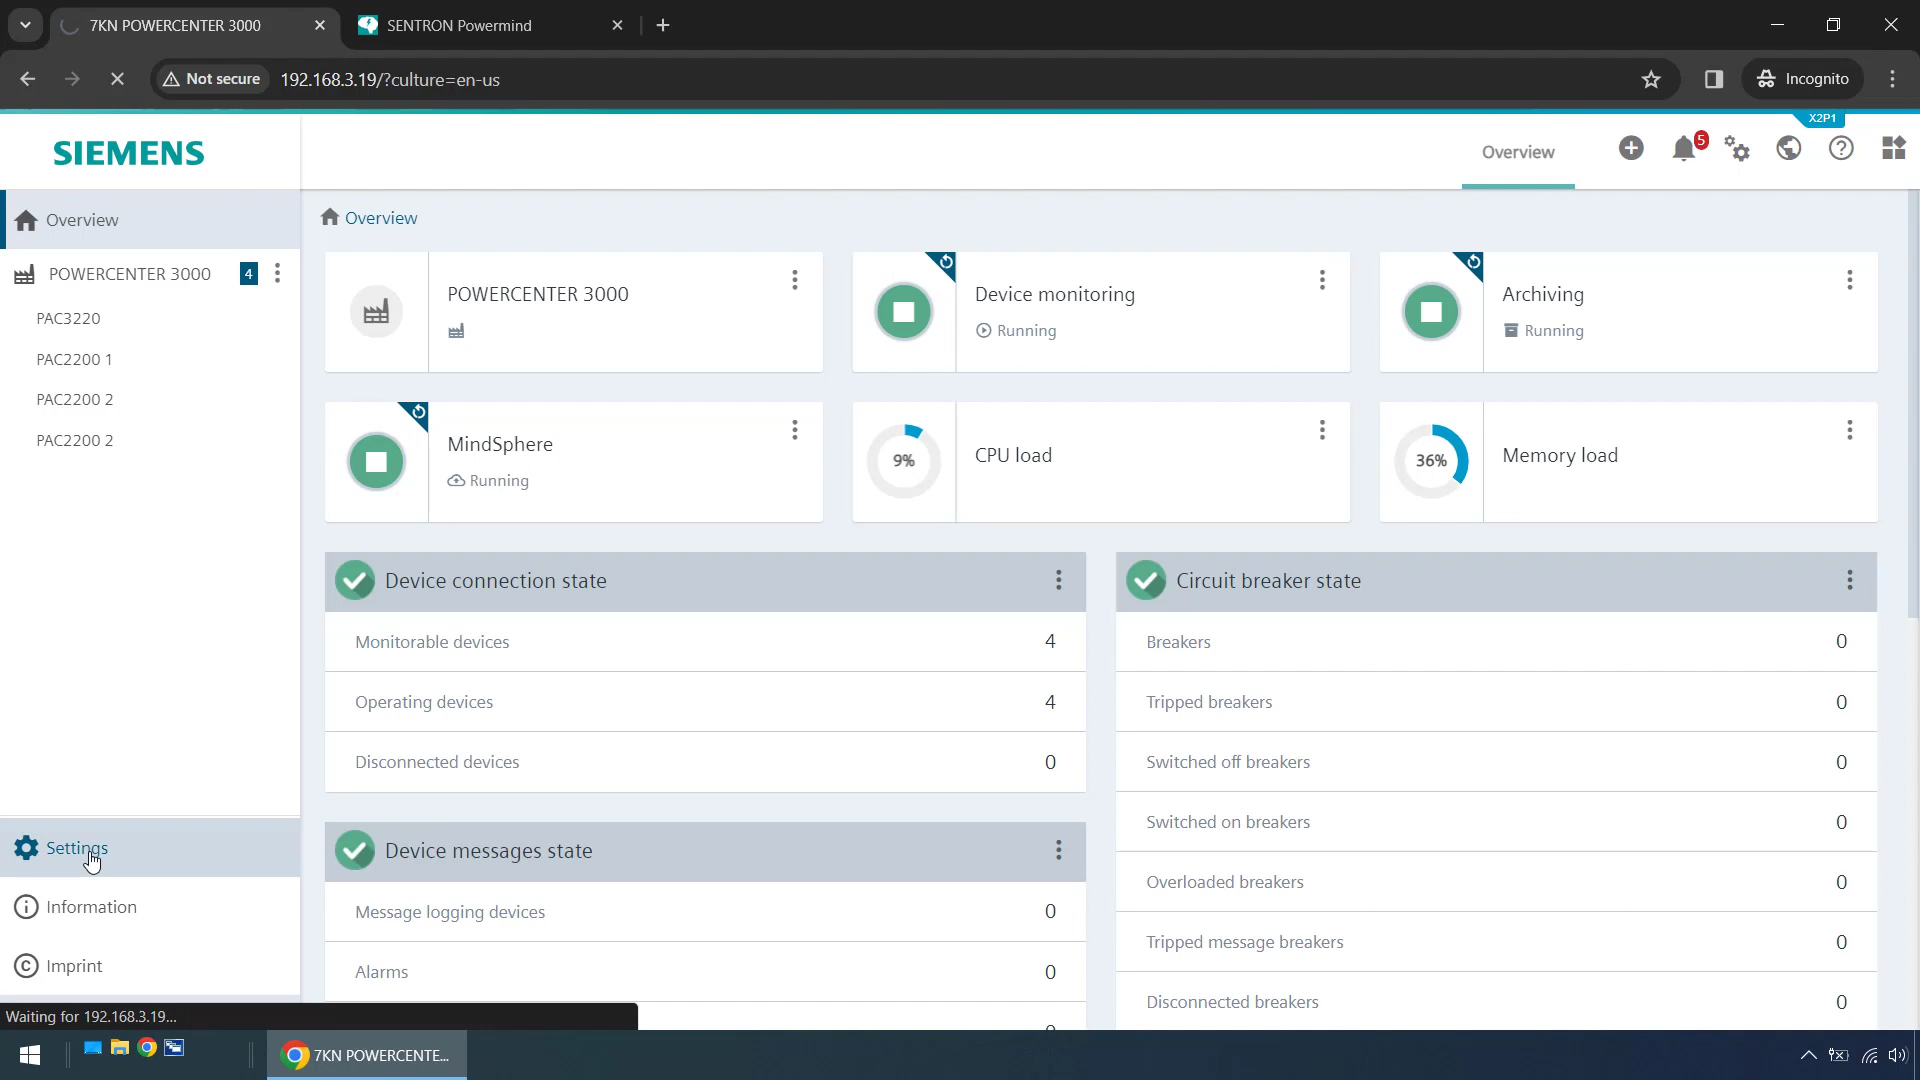 7KN POWERCENTER 3000
SENTRON Powermind
Not secure
192.168.3.19/?culture=en-us
Incognito
X2P1
SIEMENS
Overview
5
Overview
Overview
POWERCENTER 3000
4
PAC3220
PAC2200 1
PAC2200 2
PAC2200 2
POWERCENTER 3000
Device monitoring
Running
Archiving
Running
MindSphere
Running
9%
CPU load
36%
Memory load
Device connection state
Monitorable devices
4
Operating devices
4
Disconnected devices
0
Device messages state
Message logging devices
0
Alarms
0
Circuit breaker state
Breakers
0
Tripped breakers
0
Switched off breakers
0
Switched on breakers
0
Overloaded breakers
0
Tripped message breakers
0
Disconnected breakers
0
Settings
Information
Imprint
Waiting for 192.168.3.19...
7KN POWERCENTE...